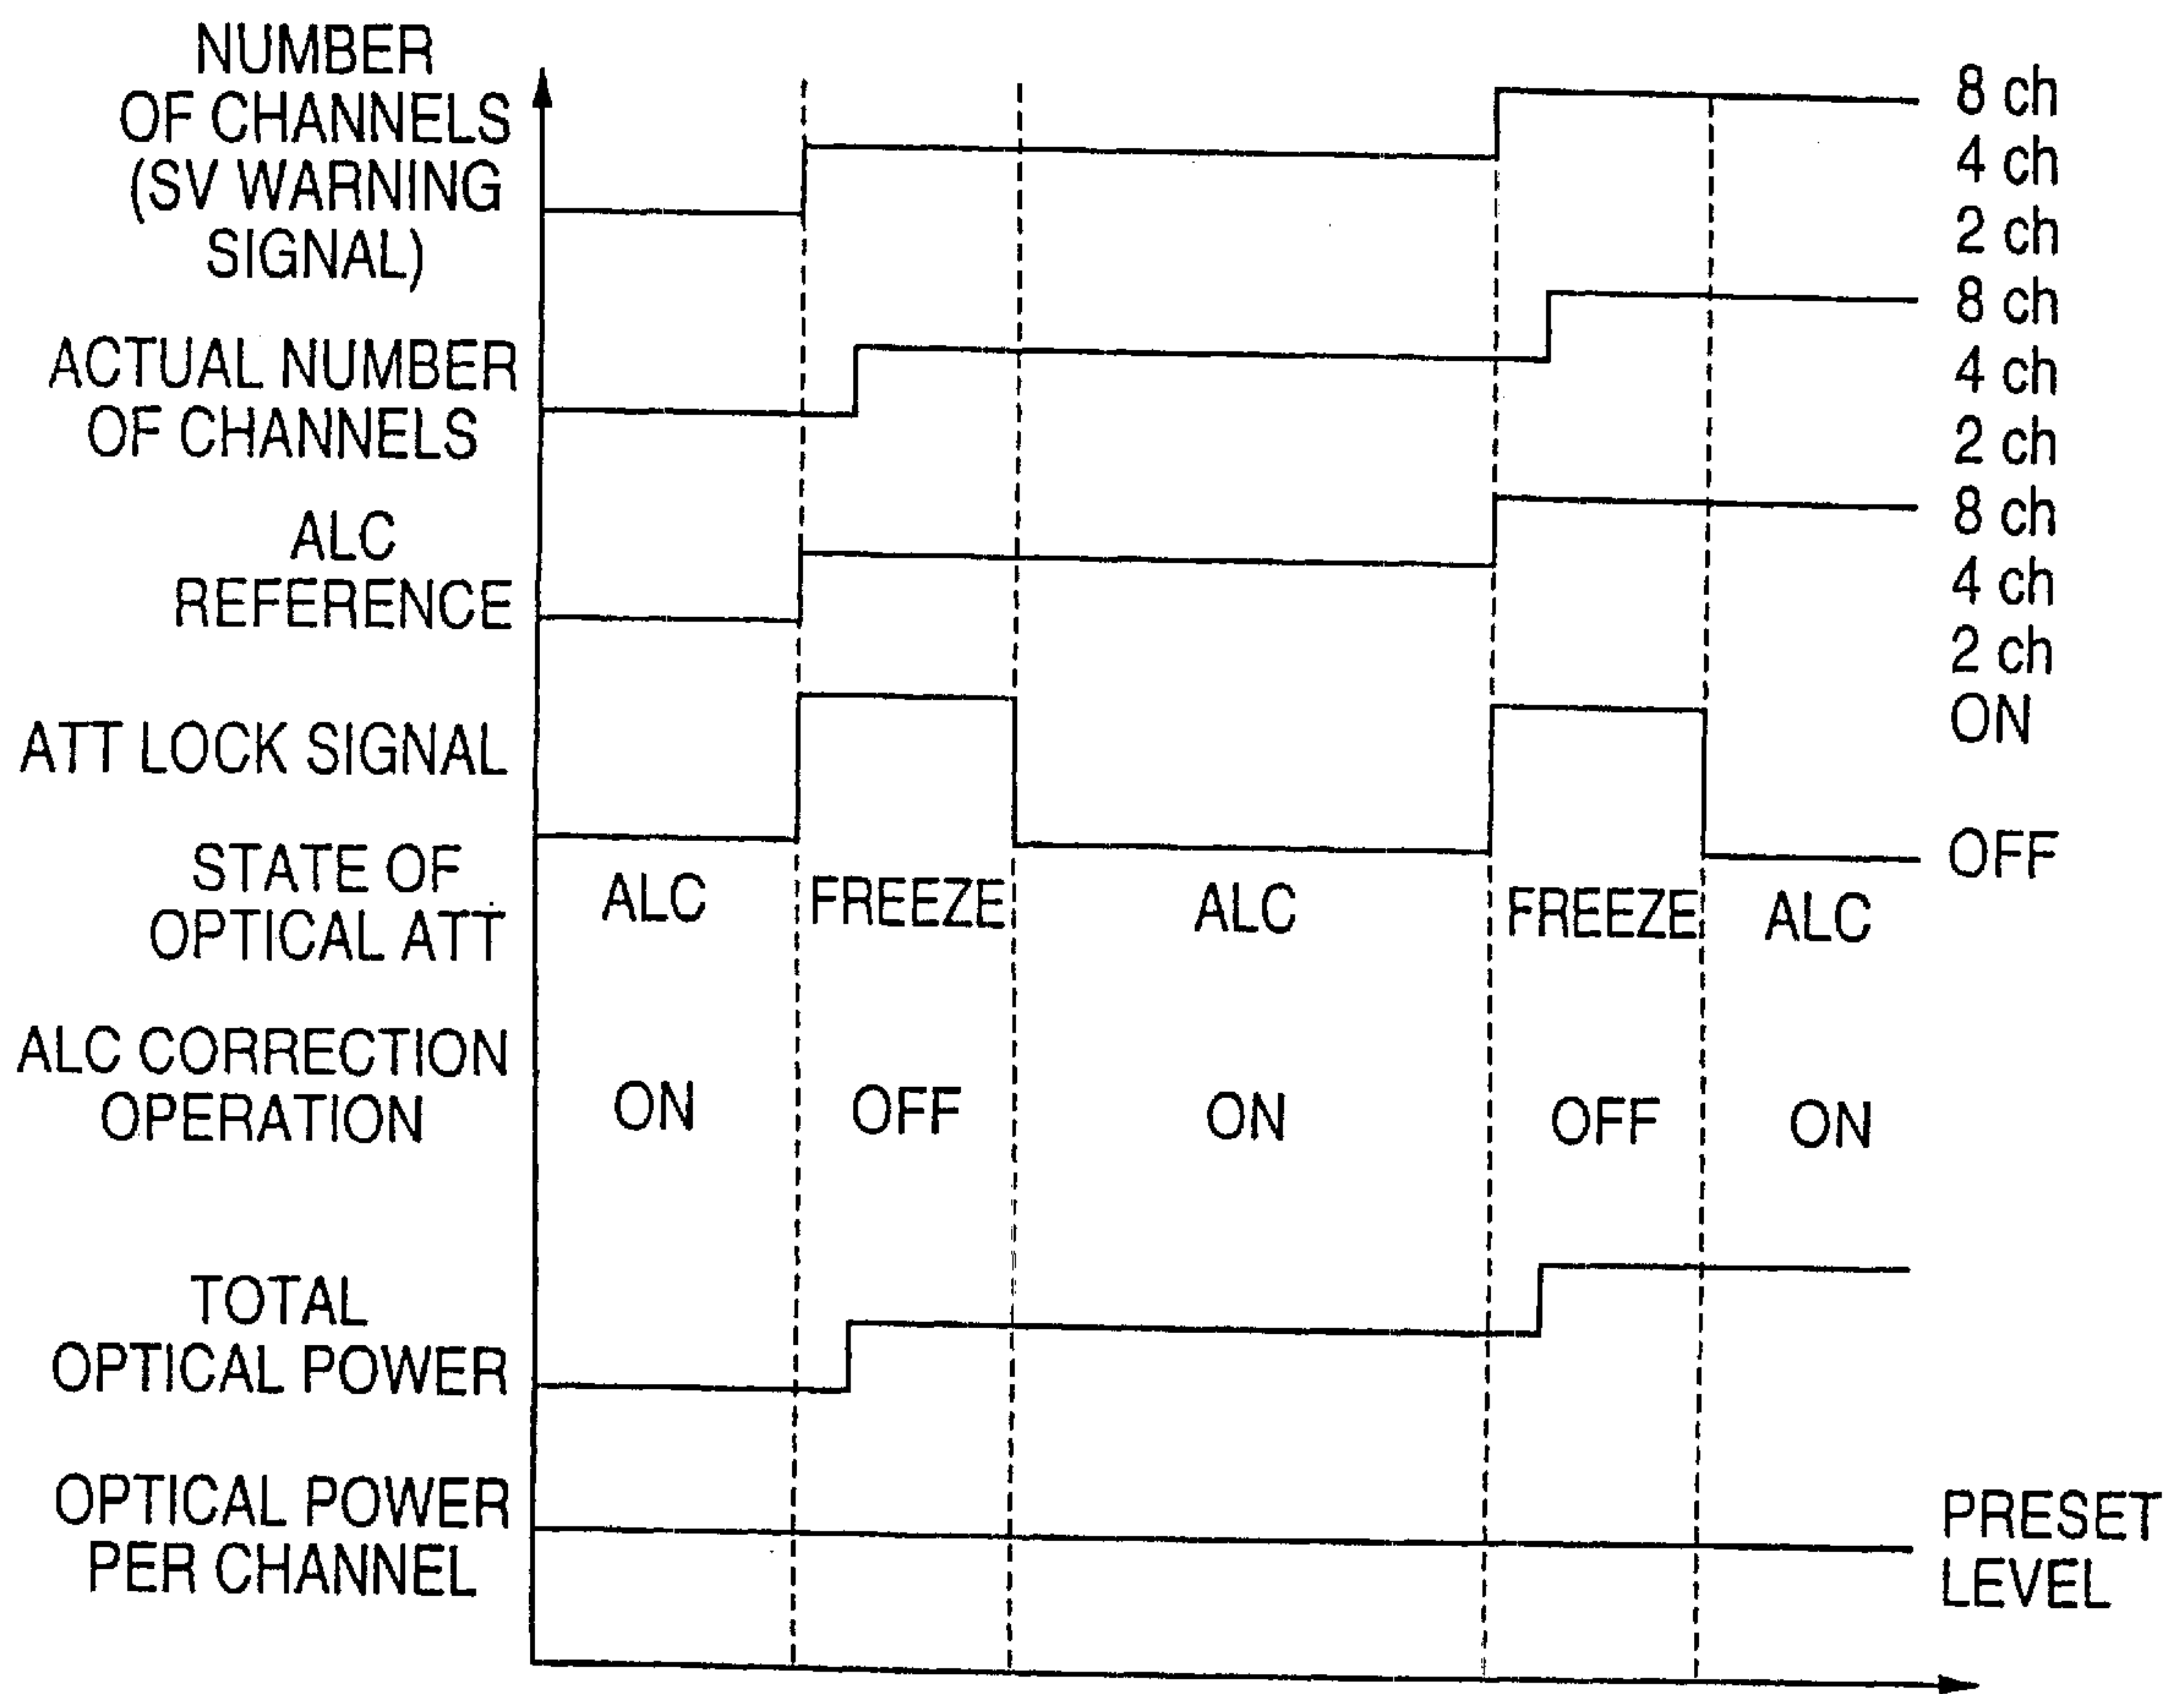 NUMBER
OF CHANNELS
(SV WARNING
SIGNAL)
8 ch
4 ch
2 ch
ACTUAL NUMBER
OF CHANNELS
8 ch
4 ch
2 ch
ALC
REFERENCE
8 ch
4 ch
2 ch
ATT LOCK SIGNAL
ON
OFF
STATE OF
OPTICAL ATT
ALC
FREEZE
ALC
FREEZE
ALC
ALC CORRECTION
OPERATION
ON
OFF
ON
OFF
ON
TOTAL
OPTICAL POWER
OPTICAL POWER
PER CHANNEL
PRESET
LEVEL